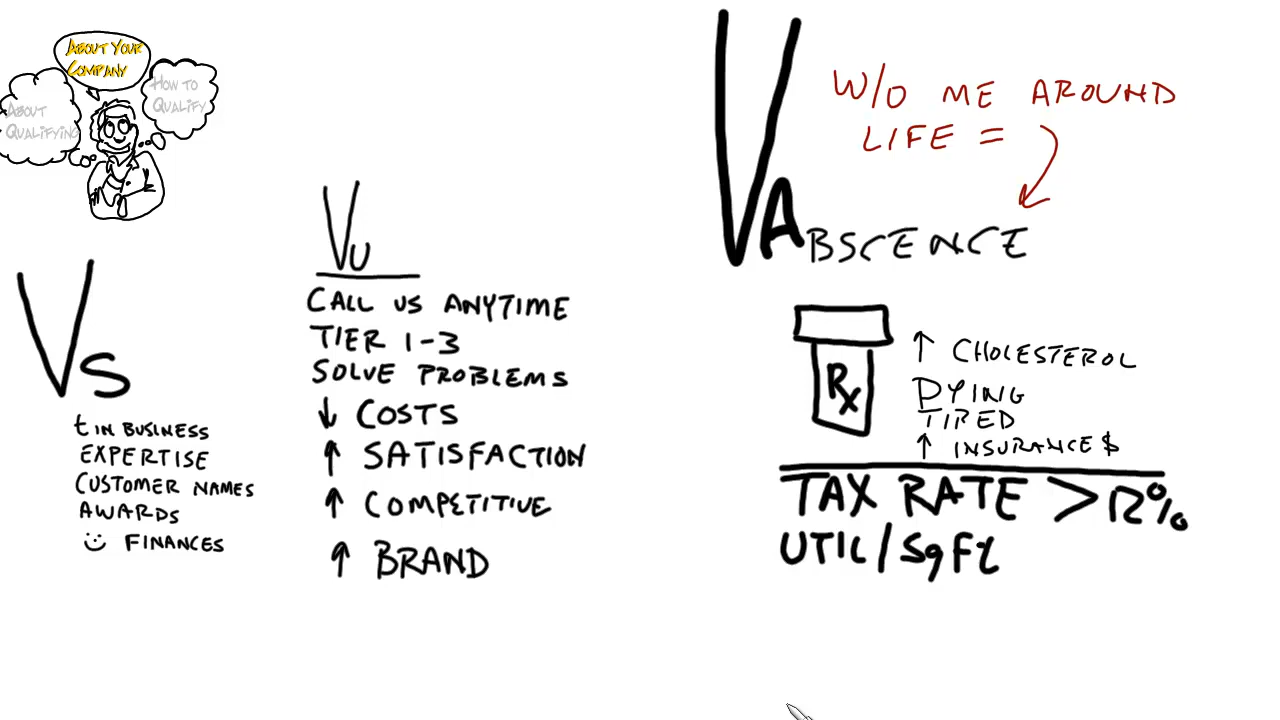 ABOUT YOUR
COMPANY
ABOUT
QUALIFYING
HOW TO
QUALIFY
Vs
t IN BUSINESS
EXPERTISE
CUSTOMER NAMES
AWARDS
☺ FINANCES
Vu
CALL US ANYTIME
TIER 1-3
SOLVE PROBLEMS
↓ COSTS
↑ SATISFACTION
↑ COMPETITIVE
↑ BRAND
W/O ME AROUND
LIFE =
VABSCENCE
Rx
↑ CHOLESTEROL
DYING
TIRED
↑ INSURANCE $
TAX RATE > 12%
UTIL/SqFt